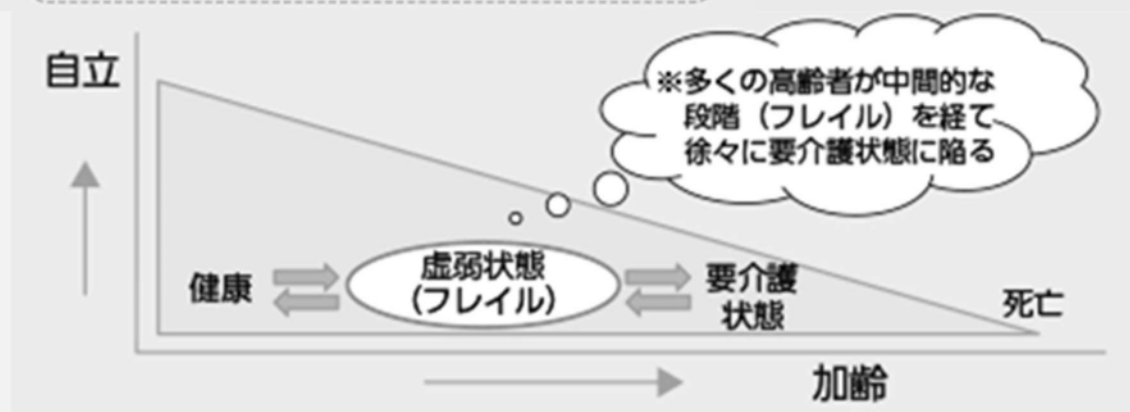 自立
※多くの高齢者が中間的な
段階（フレイル）を経て
徐々に要介護状態に陥る
健康
虚弱状態
（フレイル）
要介護
状態
死亡
加齢